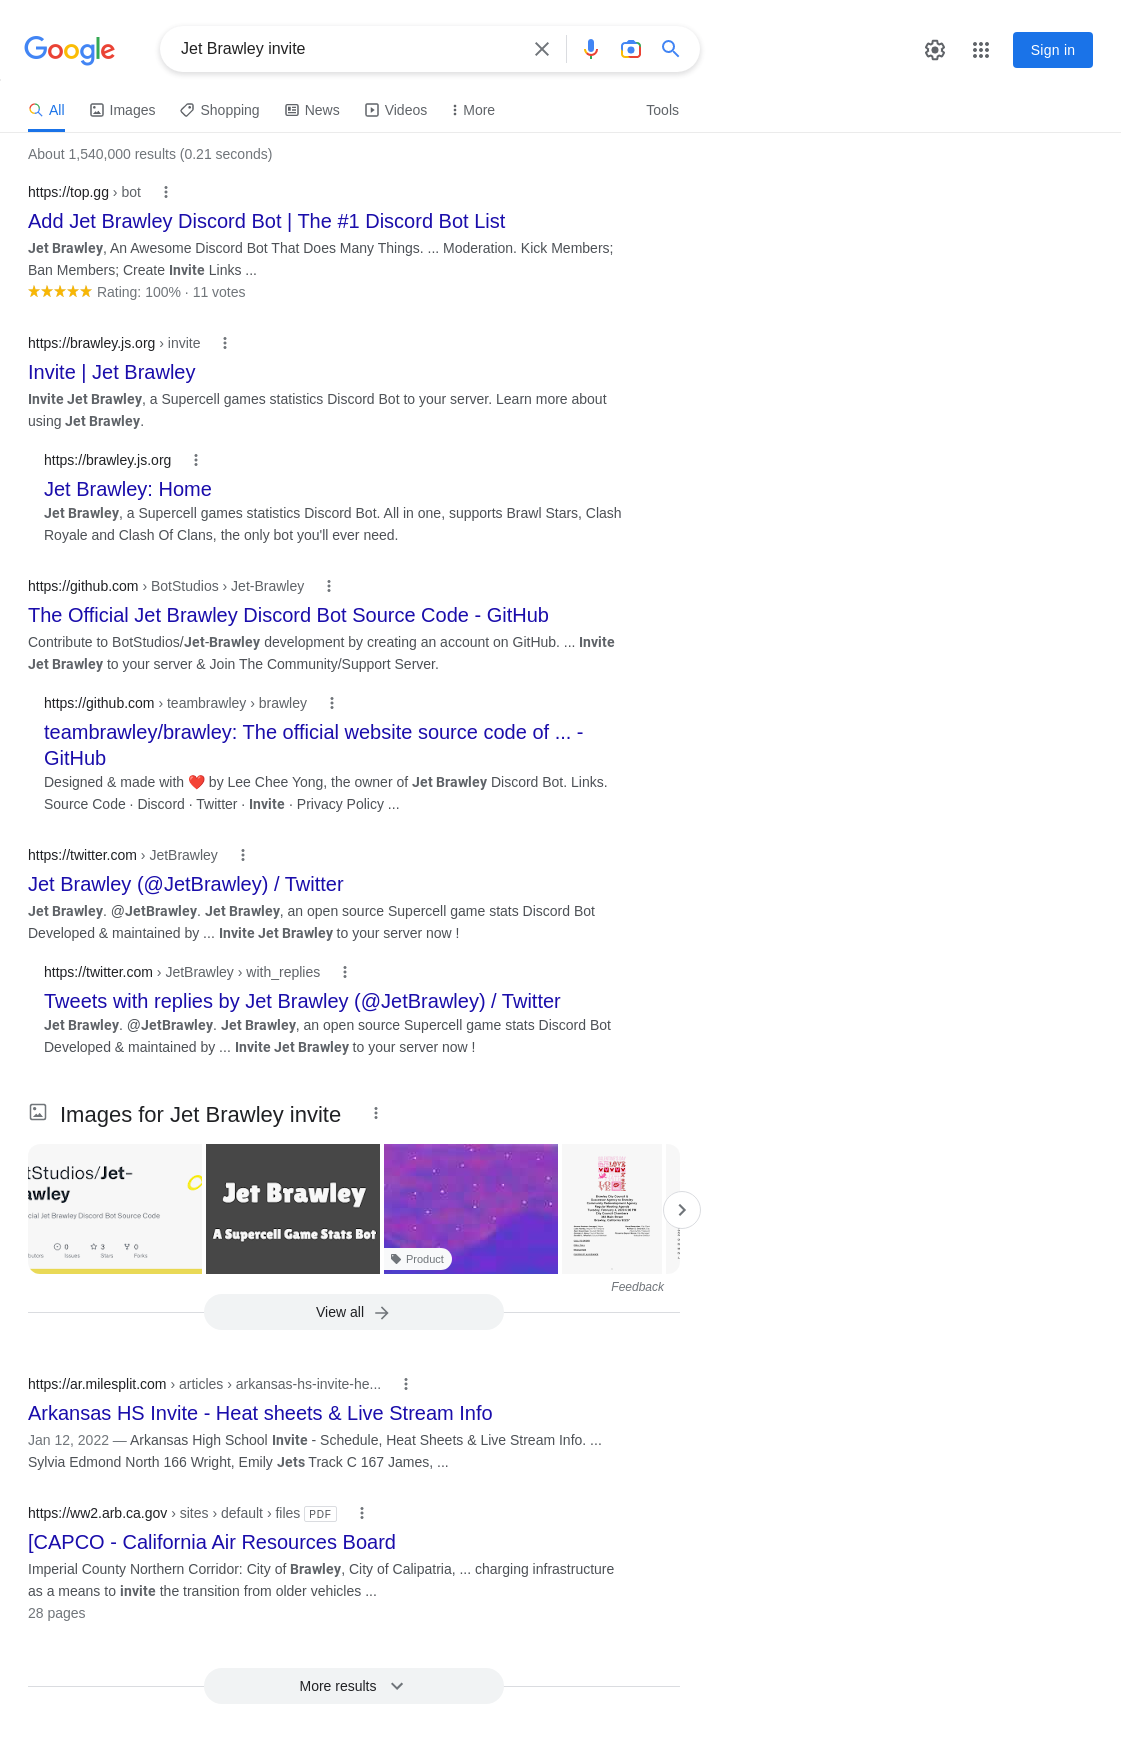 Google
Jet Brawley invite
Sign in
All
Images
Shopping
News
Videos
More
Tools
About 1,540,000 results (0.21 seconds)
https://top.gg › bot
Add Jet Brawley Discord Bot | The #1 Discord Bot List
Jet Brawley, An Awesome Discord Bot That Does Many Things. ... Moderation. Kick Members;
Ban Members; Create Invite Links ...
Rating: 100% · 11 votes
https://brawley.js.org › invite
Invite | Jet Brawley
Invite Jet Brawley, a Supercell games statistics Discord Bot to your server. Learn more about
using Jet Brawley.
https://brawley.js.org
Jet Brawley: Home
Jet Brawley, a Supercell games statistics Discord Bot. All in one, supports Brawl Stars, Clash
Royale and Clash Of Clans, the only bot you'll ever need.
https://github.com › BotStudios › Jet-Brawley
The Official Jet Brawley Discord Bot Source Code - GitHub
Contribute to BotStudios/Jet-Brawley development by creating an account on GitHub. ... Invite
Jet Brawley to your server & Join The Community/Support Server.
https://github.com › teambrawley › brawley
teambrawley/brawley: The official website source code of ... -
GitHub
Designed & made with ❤️ by Lee Chee Yong, the owner of Jet Brawley Discord Bot. Links.
Source Code · Discord · Twitter · Invite · Privacy Policy ...
https://twitter.com › JetBrawley
Jet Brawley (@JetBrawley) / Twitter
Jet Brawley. @JetBrawley. Jet Brawley, an open source Supercell game stats Discord Bot
Developed & maintained by ... Invite Jet Brawley to your server now !
https://twitter.com › JetBrawley › with_replies
Tweets with replies by Jet Brawley (@JetBrawley) / Twitter
Jet Brawley. @JetBrawley. Jet Brawley, an open source Supercell game stats Discord Bot
Developed & maintained by ... Invite Jet Brawley to your server now !
Images for Jet Brawley invite
tStudios/Jet-
awley
cial Jet Brawley Discord Bot Source Code
0
Issues
3
Stars
0
Forks
Jet Brawley
A Supercell Game Stats Bot
Product
Feedback
View all
https://ar.milesplit.com › articles › arkansas-hs-invite-he...
Arkansas HS Invite - Heat sheets & Live Stream Info
Jan 12, 2022 — Arkansas High School Invite - Schedule, Heat Sheets & Live Stream Info. ...
Sylvia Edmond North 166 Wright, Emily Jets Track C 167 James, ...
https://ww2.arb.ca.gov › sites › default › files PDF
[CAPCO - California Air Resources Board
Imperial County Northern Corridor: City of Brawley, City of Calipatria, ... charging infrastructure
as a means to invite the transition from older vehicles ...
28 pages
More results